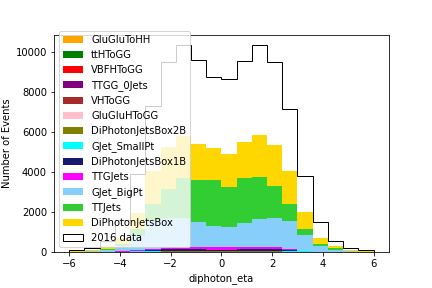 10000
8000
6000
4000
2000
0
Number of Events
GluGluToHH
ttHToGG
VBFHToGG
TTGG_0Jets
VHToGG
GluGluHToGG
DiPhotonJetsBox2B
GJet_SmallPt
DiPhotonJetsBox1B
TTGJets
GJet_BigPt
TTJets
DiPhotonJetsBox
2016 data
−6 −4 −2 0 2 4 6
diphoton_eta